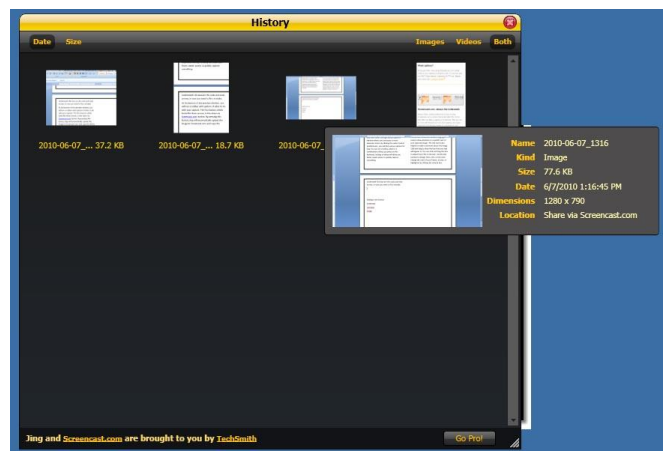 History
Date Size Images Videos Both
2010-06-07_... 37.2 KB 2010-06-07_... 18.7 KB 2010-06-07_
Name 2010-06-07_1316
Kind Image
Size 77.6 KB
Date 6/7/2010 1:16:45 PM
Dimensions 1280 x 790
Location Share via Screencast.com
Jing and Screencast.com are brought to you by TechSmith Go Pro!